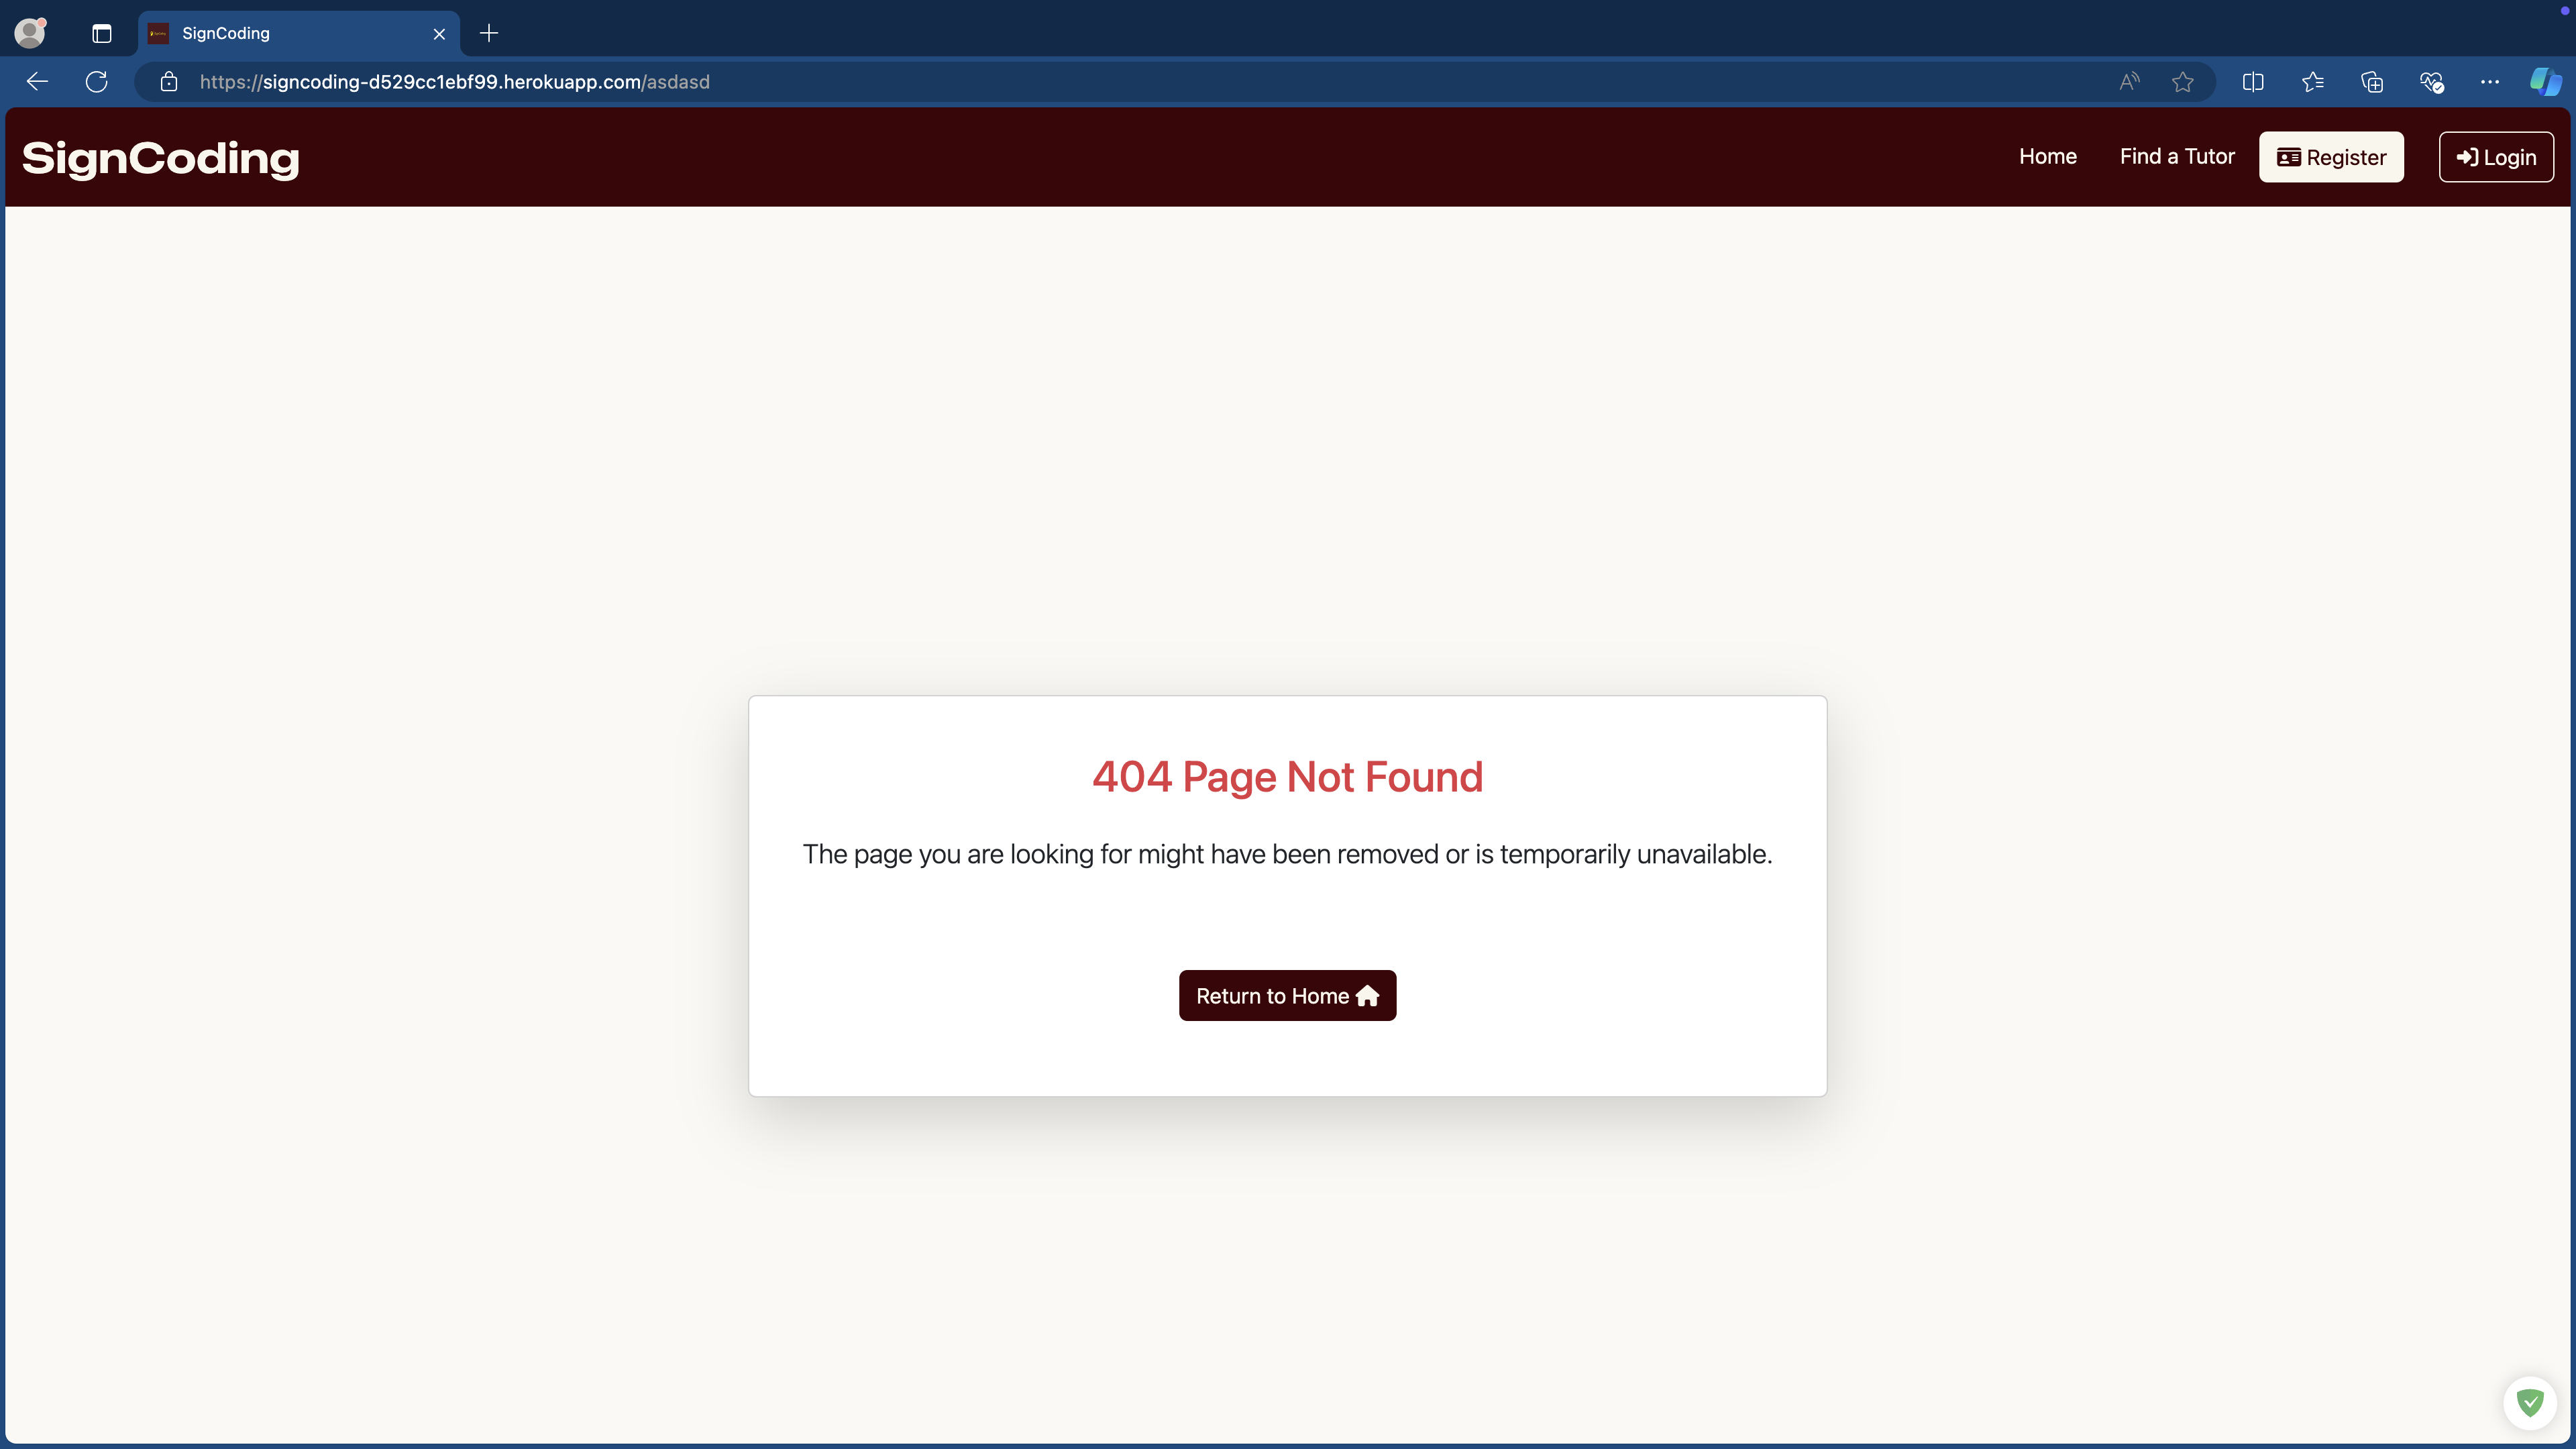 SignCoding
https://signcoding-d529cc1ebf99.herokuapp.com/asdasd
SignCoding
Home
Find a Tutor
Register
Login
404 Page Not Found
The page you are looking for might have been removed or is temporarily unavailable.
Return to Home